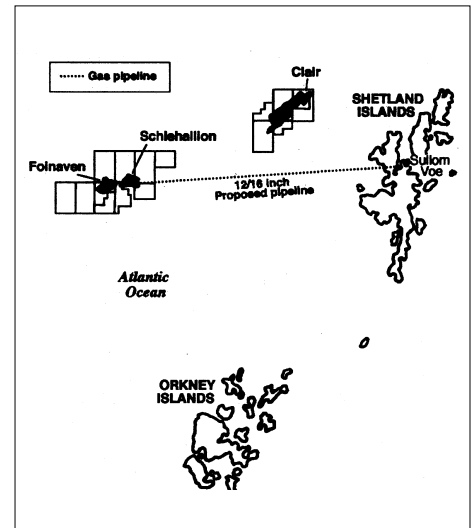 Gas pipeline
Clair
SHETLAND
ISLANDS
Schiehallion
Foinaven
Sullom
Voe
12/16 inch
Proposed pipeline
Atlantic
Ocean
ORKNEY
ISLANDS